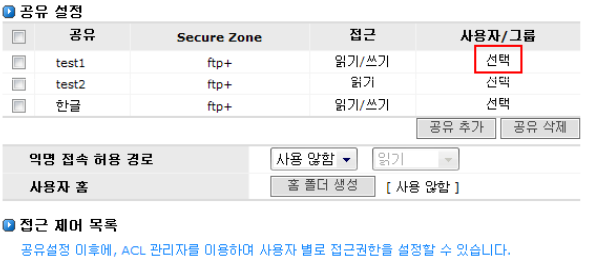 공유 설정
공유 Secure Zone 접근 사용자/그룹
test1 ftp+ 읽기/쓰기 선택
test2 ftp+ 읽기 선택
한글 ftp+ 읽기/쓰기 선택
공유 추가 공유 삭제
익명 접속 허용 경로 사용 않함 읽기
사용자 홈 홈 폴더 생성 [ 사용 않함 ]
접근 제어 목록
공유설정 이후에, ACL 관리자를 이용하여 사용자 별로 접근권한을 설정할 수 있습니다.